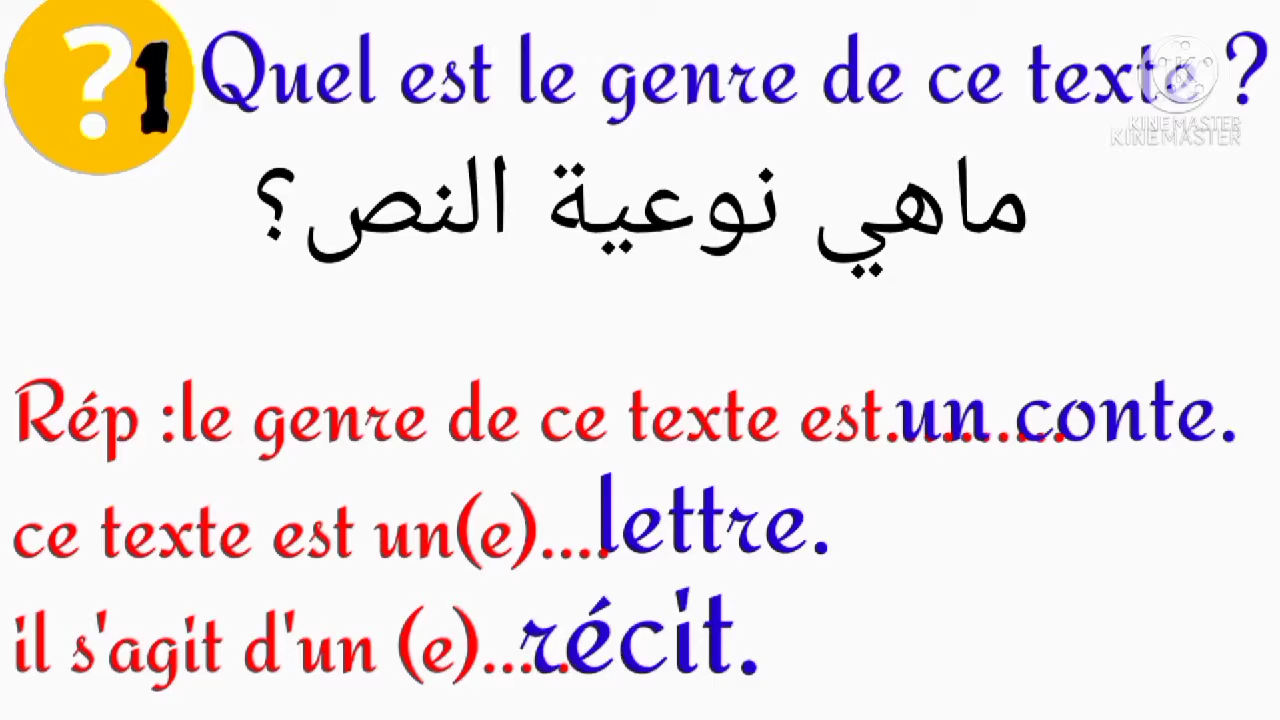 ?1 Quel est le genre de ce texte ?
KINEMASTER
KINEMASTER
ماهي نوعية النص؟
Rép :le genre de ce texte est..........un conte.
ce texte est un(e)....lettre.
il s'agit d'un (e).....récit.